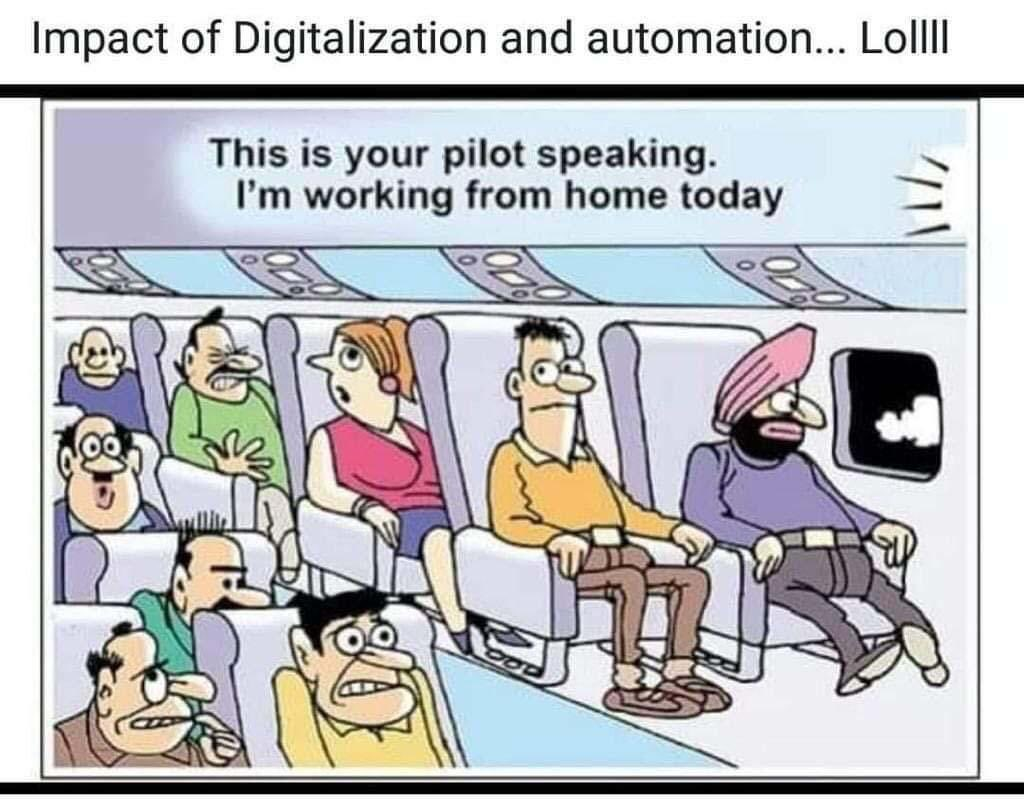 Impact of Digitalization and automation... Lollll
This is your pilot speaking.
I'm working from home today